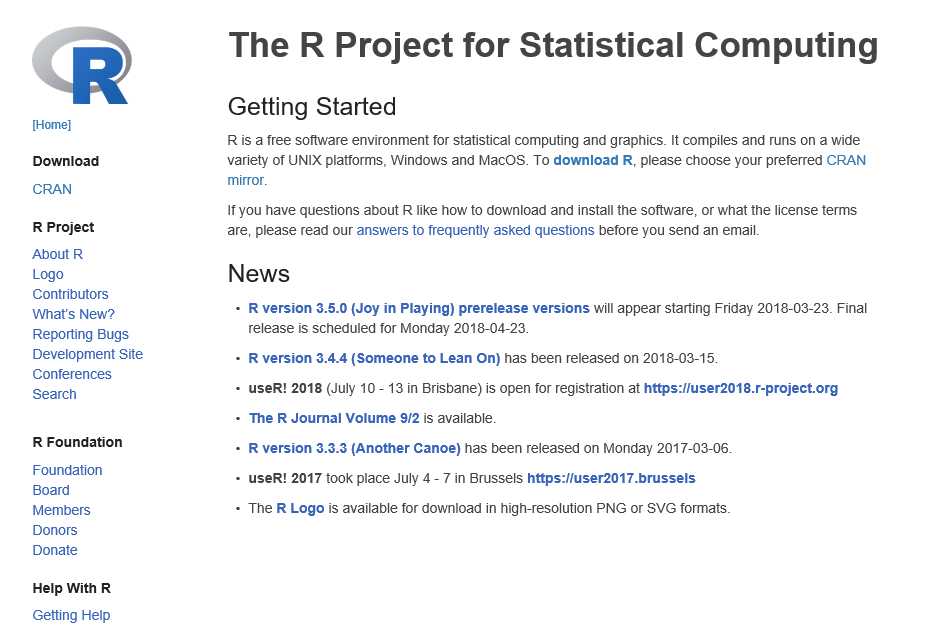 R
[Home]
Download
CRAN
R Project
About R
Logo
Contributors
What's New?
Reporting Bugs
Development Site
Conferences
Search
R Foundation
Foundation
Board
Members
Donors
Donate
Help With R
Getting Help
The R Project for Statistical Computing
Getting Started
R is a free software environment for statistical computing and graphics. It compiles and runs on a wide
variety of UNIX platforms, Windows and MacOS. To download R, please choose your preferred CRAN
mirror.
If you have questions about R like how to download and install the software, or what the license terms
are, please read our answers to frequently asked questions before you send an email.
News
• R version 3.5.0 (Joy in Playing) prerelease versions will appear starting Friday 2018-03-23. Final
release is scheduled for Monday 2018-04-23.
• R version 3.4.4 (Someone to Lean On) has been released on 2018-03-15.
• useR! 2018 (July 10 - 13 in Brisbane) is open for registration at https://user2018.r-project.org
• The R Journal Volume 9/2 is available.
• R version 3.3.3 (Another Canoe) has been released on Monday 2017-03-06.
• useR! 2017 took place July 4 - 7 in Brussels https://user2017.brussels
• The R Logo is available for download in high-resolution PNG or SVG formats.